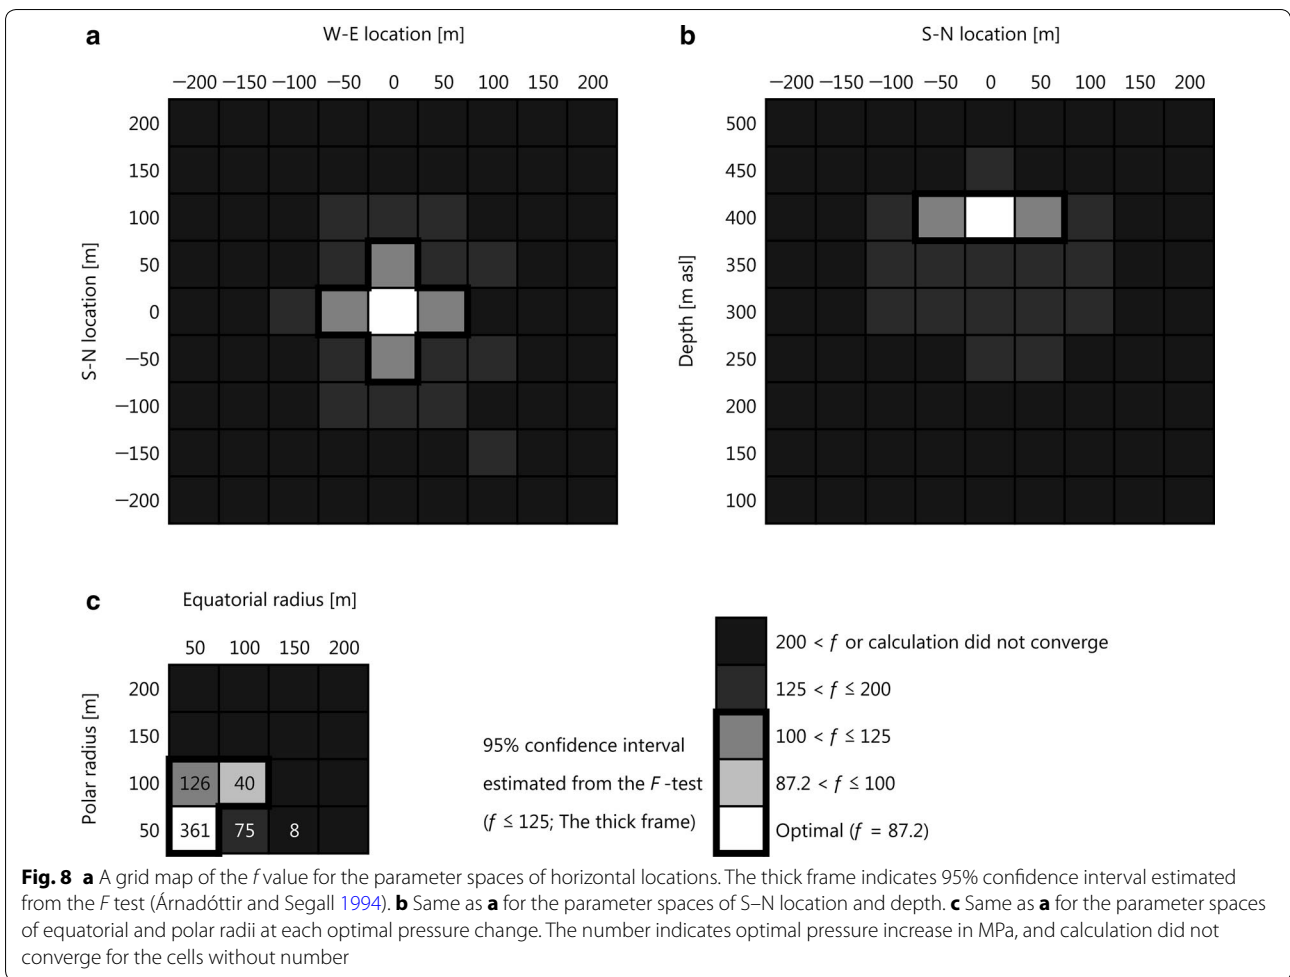 a
W-E location [m]
−200 −150 −100 −50 0 50 100 150 200
S-N location [m]
200
150
100
50
0
−50
−100
−150
−200
b
S-N location [m]
−200 −150 −100 −50 0 50 100 150 200
Depth [m asl]
500
450
400
350
300
250
200
150
100
c
Equatorial radius [m]
50 100 150 200
Polar radius [m]
200
150
100 126 40
50 361 75 8
95% confidence interval
estimated from the F -test
(f ≤ 125; The thick frame)
200 < f or calculation did not converge
125 < f ≤ 200
100 < f ≤ 125
87.2 < f ≤ 100
Optimal (f = 87.2)
Fig. 8 a A grid map of the f value for the parameter spaces of horizontal locations. The thick frame indicates 95% confidence interval estimated
from the F test (Árnadóttir and Segall 1994). b Same as a for the parameter spaces of S–N location and depth. c Same as a for the parameter spaces
of equatorial and polar radii at each optimal pressure change. The number indicates optimal pressure increase in MPa, and calculation did not
converge for the cells without number